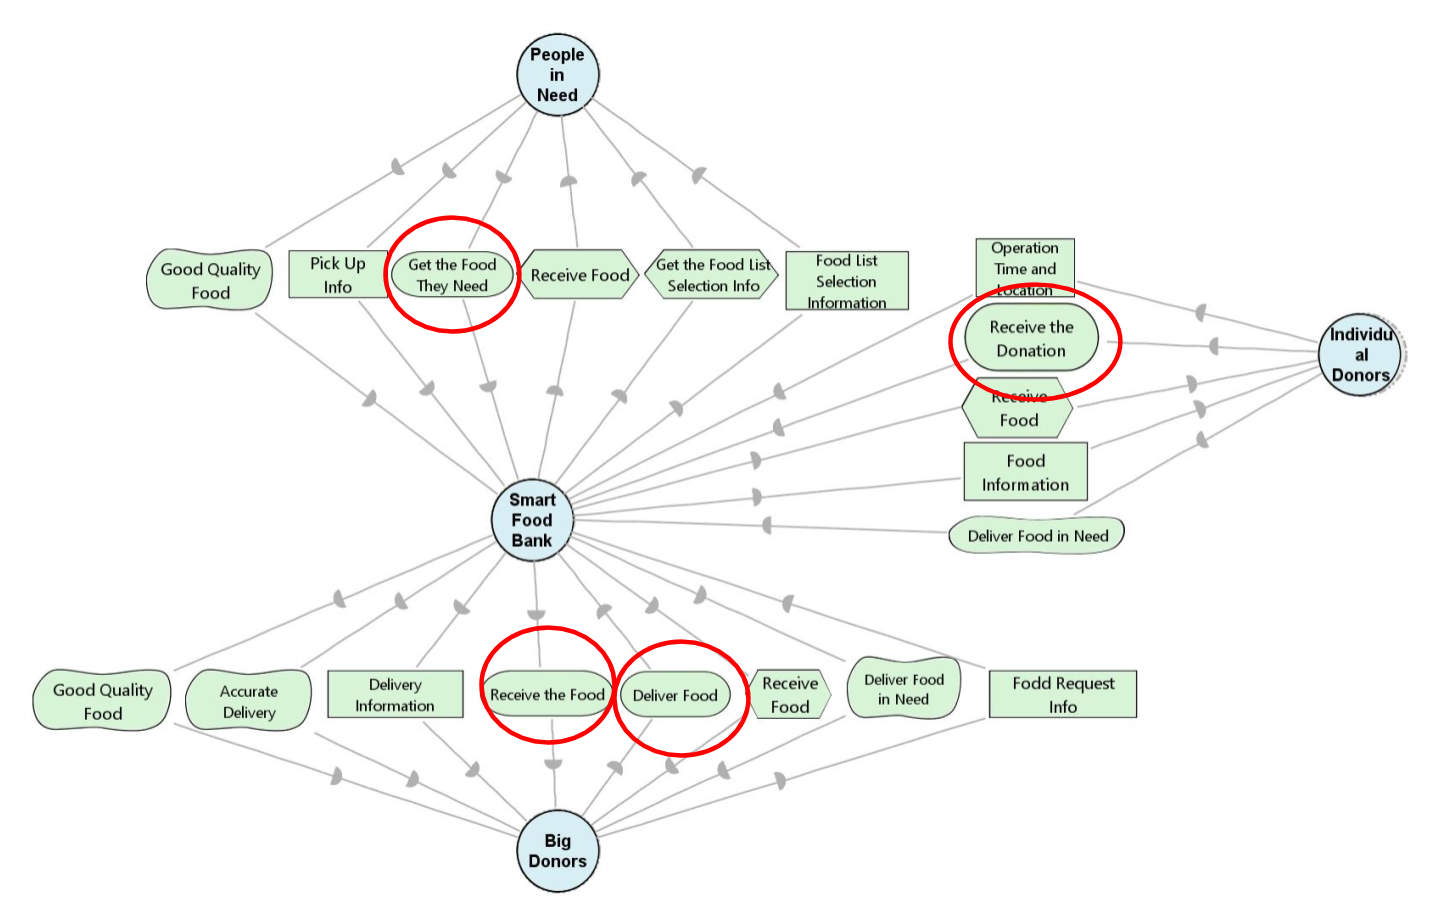 People
in
Need
Good Quality
Food
Pick Up
Info
Get the Food
They Need
Receive Food
Get the Food List
Selection Info
Food List
Selection
Information
Operation
Time and
Location
Receive the
Donation
Receive
Food
Food
Information
Deliver Food in Need
Individu
al
Donors
Smart
Food
Bank
Good Quality
Food
Accurate
Delivery
Delivery
Information
Receive the Food
Deliver Food
Receive
Food
Deliver Food
in Need
Fodd Request
Info
Big
Donors